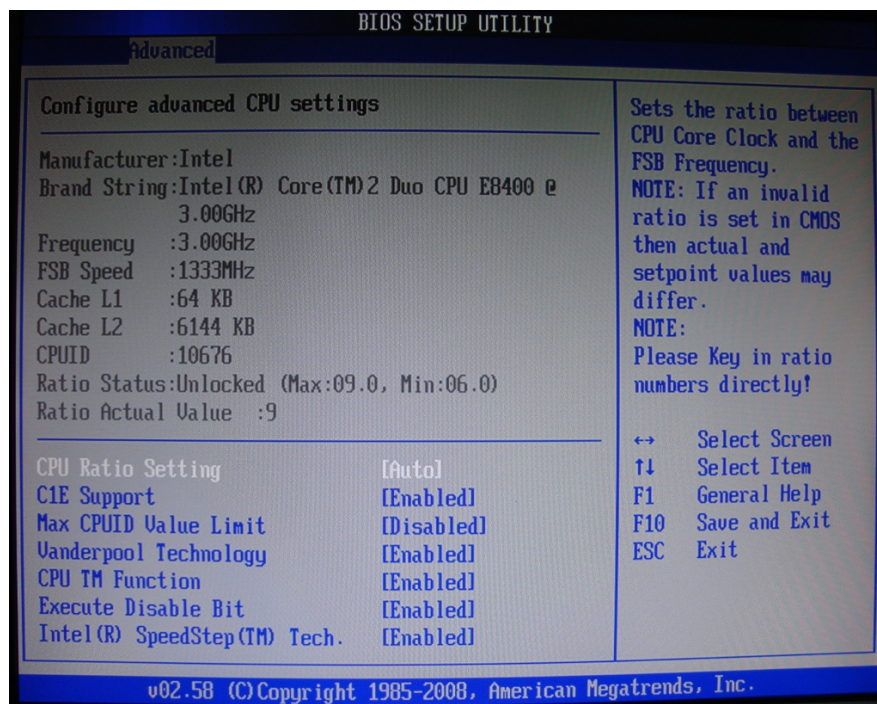 BIOS SETUP UTILITY
Advanced
Configure advanced CPU settings
Manufacturer:Intel
Brand String:Intel(R) Core(TM)2 Duo CPU E8400 @
3.00GHz
Frequency :3.00GHz
FSB Speed :1333MHz
Cache L1 :64 KB
Cache L2 :6144 KB
CPUID :10676
Ratio Status:Unlocked (Max:09.0, Min:06.0)
Ratio Actual Value :9
CPU Ratio Setting [Auto]
C1E Support [Enabled]
Max CPUID Value Limit [Disabled]
Vanderpool Technology [Enabled]
CPU TM Function [Enabled]
Execute Disable Bit [Enabled]
Intel(R) SpeedStep(TM) Tech. [Enabled]
Sets the ratio between
CPU Core Clock and the
FSB Frequency.
NOTE: If an invalid
ratio is set in CMOS
then actual and
setpoint values may
differ.
NOTE:
Please Key in ratio
numbers directly!
↔ Select Screen
↑↓ Select Item
F1 General Help
F10 Save and Exit
ESC Exit
v02.58 (C)Copyright 1985-2008, American Megatrends, Inc.